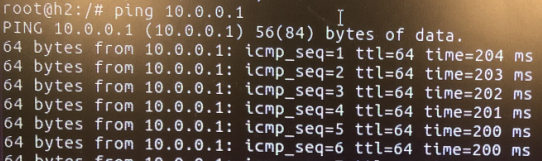 root@h2:/# ping 10.0.0.1
PING 10.0.0.1 (10.0.0.1) 56(84) bytes of data.
64 bytes from 10.0.0.1: icmp_seq=1 ttl=64 time=204 ms
64 bytes from 10.0.0.1: icmp_seq=2 ttl=64 time=203 ms
64 bytes from 10.0.0.1: icmp_seq=3 ttl=64 time=202 ms
64 bytes from 10.0.0.1: icmp_seq=4 ttl=64 time=201 ms
64 bytes from 10.0.0.1: icmp_seq=5 ttl=64 time=200 ms
64 bytes from 10.0.0.1: icmp_seq=6 ttl=64 time=200 ms